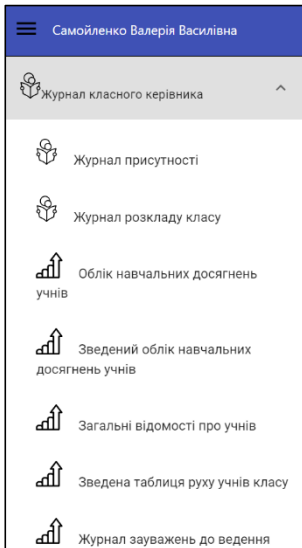 Самойленко Валерія Василівна
Журнал класного керівника
Журнал присутності
Журнал розкладу класу
Облік навчальних досягнень
учнів
Зведений облік навчальних
досягнень учнів
Загальні відомості про учнів
Зведена таблиця руху учнів класу
Журнал зауважень до ведення